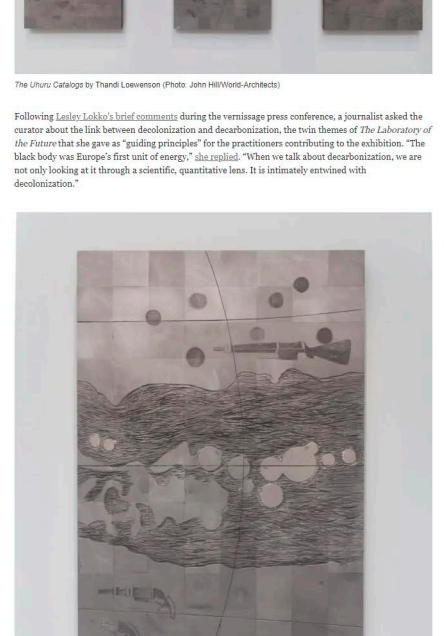 The Uhuru Catalogs by Thandi Loewenson (Photo: John Hill/World-Architects)
Following Lesley Lokko's brief comments during the vernissage press conference, a journalist asked the
curator about the link between decolonization and decarbonization, the twin themes of The Laboratory of
the Future that she gave as “guiding principles” for the practitioners contributing to the exhibition. “The
black body was Europe’s first unit of energy,” she replied. “When we talk about decarbonization, we are
not only looking at it through a scientific, quantitative lens. It is intimately entwined with
decolonization.”